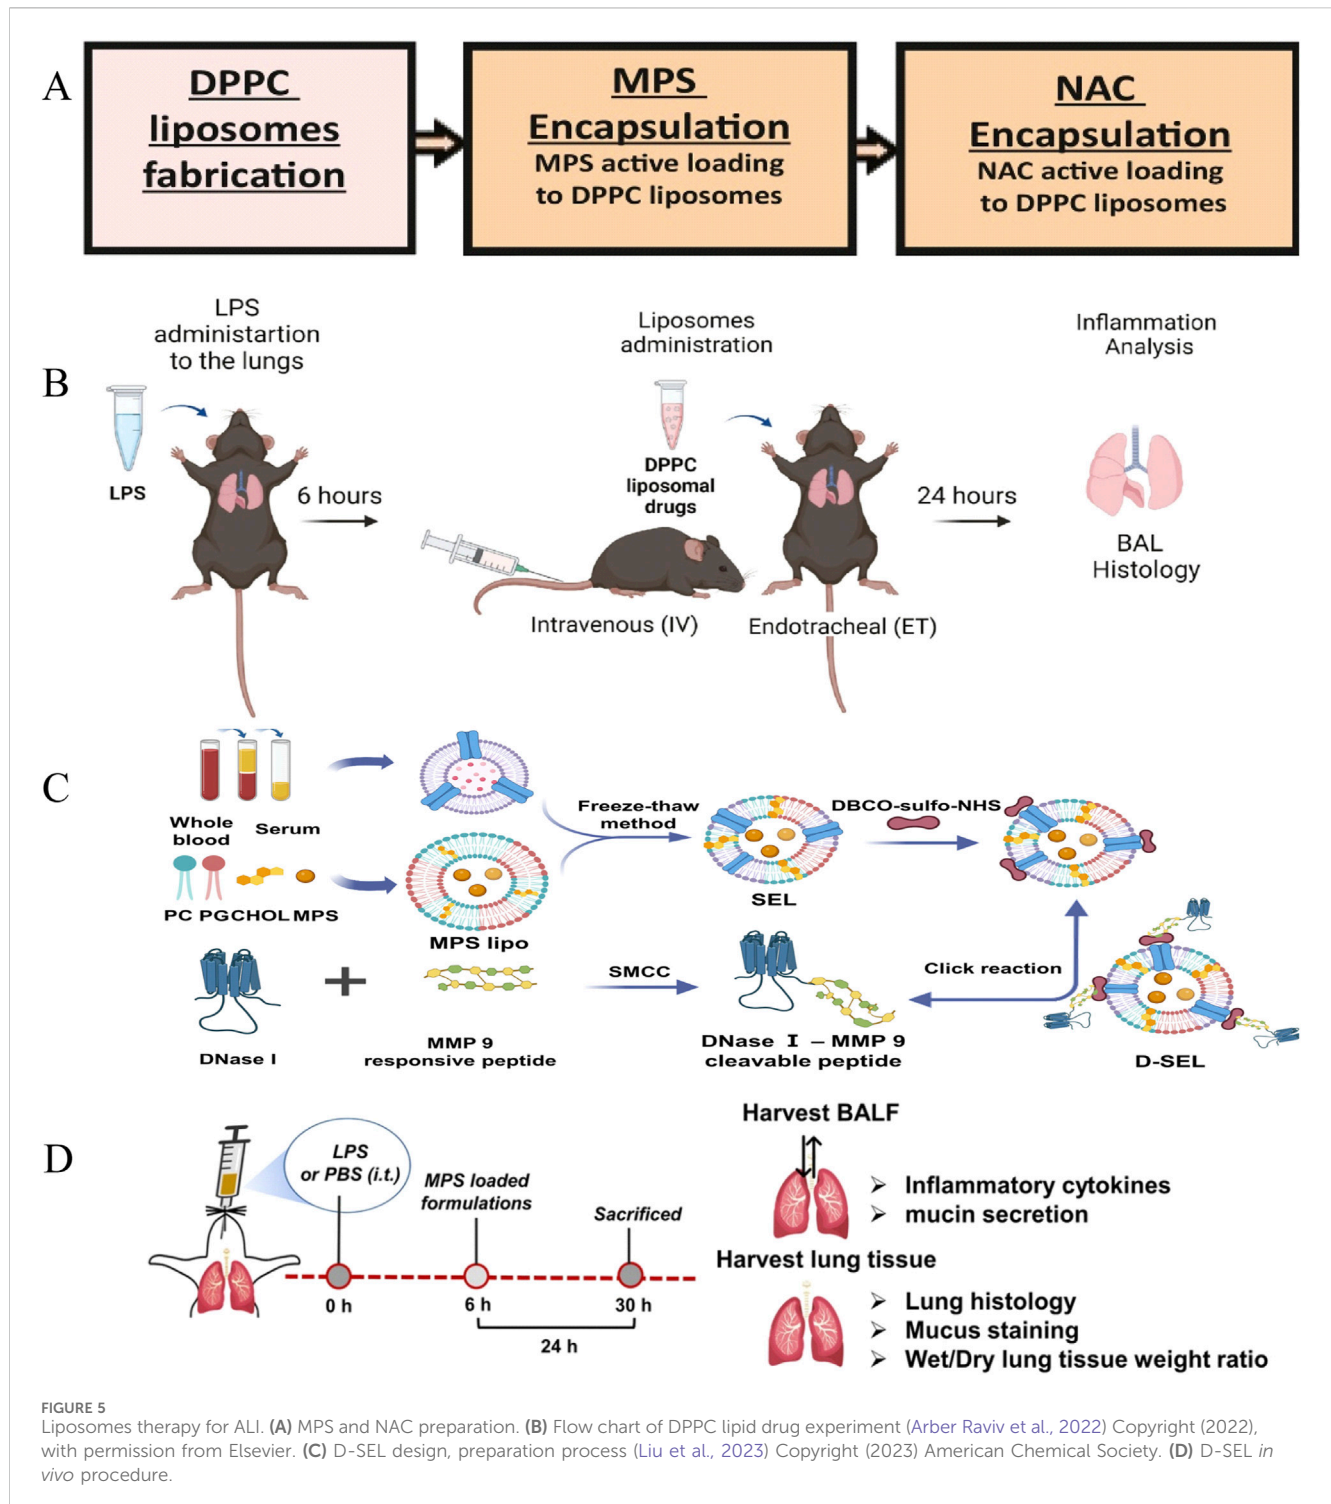 A
DPPC
liposomes
fabrication
MPS
Encapsulation
MPS active loading
to DPPC liposomes
NAC
Encapsulation
NAC active loading
to DPPC liposomes
B
LPS
administartion
to the lungs
LPS
6 hours
Liposomes
administration
DPPC
liposomal
drugs
Intravenous (IV)
Endotracheal (ET)
24 hours
Inflammation
Analysis
BAL
Histology
C
Whole
blood
Serum
PC PGCHOL MPS
MPS lipo
Freeze-thaw
method
SEL
DBCO-sulfo-NHS
DNase I
+
MMP 9
responsive peptide
SMCC
DNase I – MMP 9
cleavable peptide
Click reaction
D-SEL
D
LPS
or PBS (i.t.)
MPS loaded
formulations
Sacrificed
0 h
6 h
30 h
24 h
Harvest BALF
➢ Inflammatory cytokines
➢ mucin secretion
Harvest lung tissue
➢ Lung histology
➢ Mucus staining
➢ Wet/Dry lung tissue weight ratio
FIGURE 5
Liposomes therapy for ALI. (A) MPS and NAC preparation. (B) Flow chart of DPPC lipid drug experiment (Arber Raviv et al., 2022) Copyright (2022),
with permission from Elsevier. (C) D-SEL design, preparation process (Liu et al., 2023) Copyright (2023) American Chemical Society. (D) D-SEL in
vivo procedure.